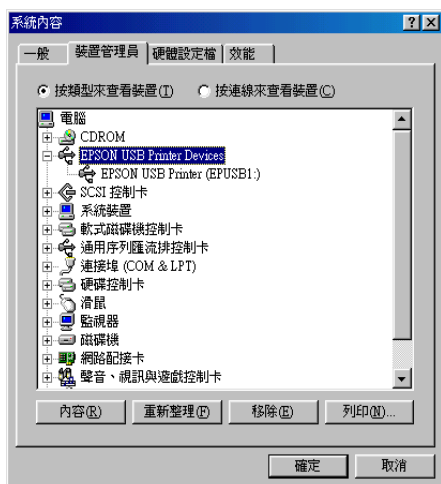 系統內容
一般 裝置管理員 硬體設定檔 效能
按類型來查看裝置(I) 按連線來查看裝置(C)
電腦
CDROM
EPSON USB Printer Devices
EPSON USB Printer (EPUSB1:)
SCSI 控制卡
系統裝置
軟式磁碟機控制卡
通用序列匯流排控制卡
連接埠 (COM & LPT)
硬碟控制卡
滑鼠
監視器
磁碟機
網路配接卡
聲音、視訊與遊戲控制卡
內容(R) 重新整理(F) 移除(E) 列印(N)...
確定 取消